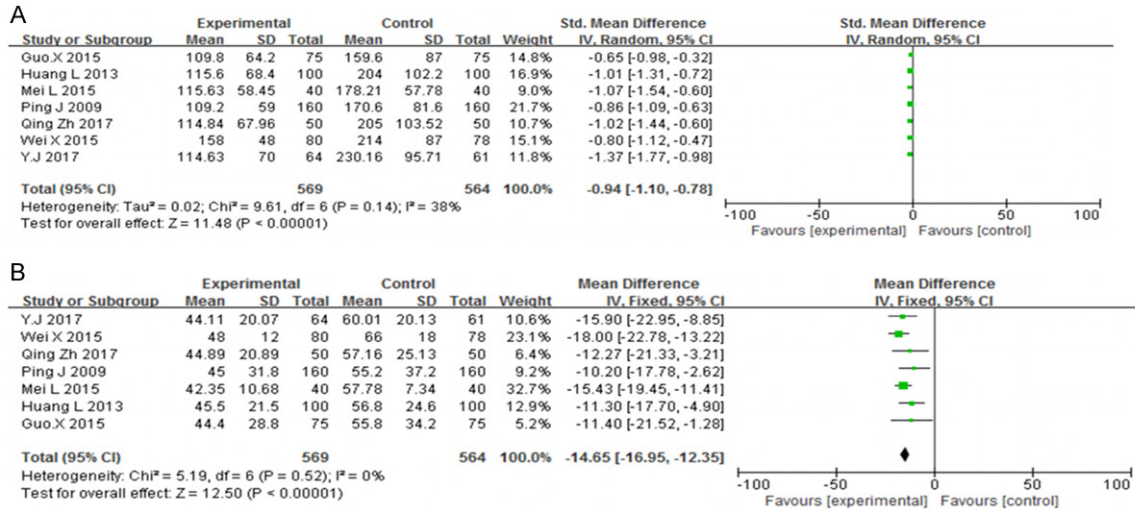 A
Experimental Control Std. Mean Difference Std. Mean Difference
Study or Subgroup Mean SD Total Mean SD Total Weight IV, Random, 95% CI IV, Random, 95% CI
Guo.X 2015 109.8 64.2 75 159.6 87 75 14.8% -0.65 [-0.98, -0.32]
Huang L 2013 115.6 68.4 100 204 102.2 100 16.9% -1.01 [-1.31, -0.72]
Mei L 2015 115.63 58.45 40 178.21 57.78 40 9.0% -1.07 [-1.54, -0.60]
Ping J 2009 109.2 59 160 170.6 81.6 160 21.7% -0.86 [-1.09, -0.63]
Qing Zh 2017 114.84 67.96 50 205 103.52 50 10.7% -1.02 [-1.44, -0.60]
Wei X 2015 158 48 80 214 87 78 15.1% -0.80 [-1.12, -0.47]
Y.J 2017 114.63 70 64 230.16 95.71 61 11.8% -1.37 [-1.77, -0.98]
Total (95% CI) 569 564 100.0% -0.94 [-1.10, -0.78]
Heterogeneity: Tau² = 0.02; Chi² = 9.61, df = 6 (P = 0.14); I² = 38%
Test for overall effect: Z = 11.48 (P < 0.00001)
-100 -50 0 50 100
Favours [experimental] Favours [control]
B
Experimental Control Mean Difference Mean Difference
Study or Subgroup Mean SD Total Mean SD Total Weight IV, Fixed, 95% CI IV, Fixed, 95% CI
Y.J 2017 44.11 20.07 64 60.01 20.13 61 10.6% -15.90 [-22.95, -8.85]
Wei X 2015 48 12 80 66 18 78 23.1% -18.00 [-22.78, -13.22]
Qing Zh 2017 44.89 20.89 50 57.16 25.13 50 6.4% -12.27 [-21.33, -3.21]
Ping J 2009 45 31.8 160 55.2 37.2 160 9.2% -10.20 [-17.78, -2.62]
Mei L 2015 42.35 10.68 40 57.78 7.34 40 32.7% -15.43 [-19.45, -11.41]
Huang L 2013 45.5 21.5 100 56.8 24.6 100 12.9% -11.30 [-17.70, -4.90]
Guo.X 2015 44.4 28.8 75 55.8 34.2 75 5.2% -11.40 [-21.52, -1.28]
Total (95% CI) 569 564 100.0% -14.65 [-16.95, -12.35]
Heterogeneity: Chi² = 5.19, df = 6 (P = 0.52); I² = 0%
Test for overall effect: Z = 12.50 (P < 0.00001)
-100 -50 0 50 100
Favours [experimental] Favours [control]